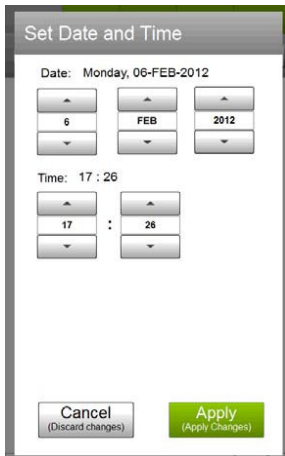 Set Date and Time
Date: Monday, 06-FEB-2012
6 FEB 2012
Time: 17 : 26
17 : 26
Cancel Apply
(Discard changes) (Apply Changes)